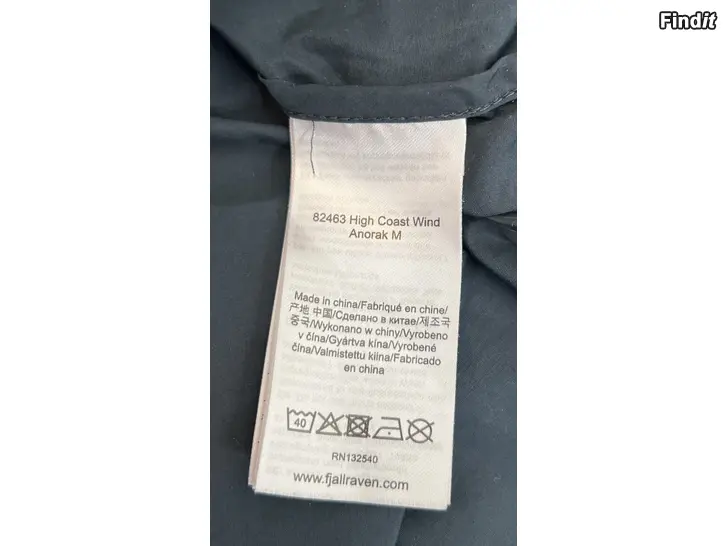 Findit
82463 High Coast Wind
Anorak M
Made in china/Fabriqué en chine/
产地 中国/Сделано в китае/제조국
중국/Wykonano w chiny/Vyrobeno
v čína/Gyártva kína/Vyrobené
čína/Valmistettu kiina/Fabricado
en china
40
RN132540
www.fjallraven.com